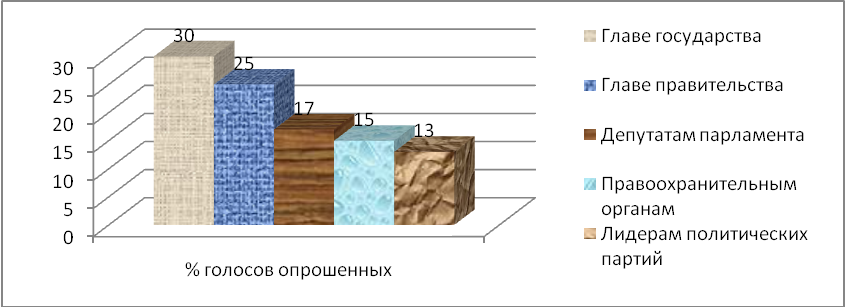 30
25
17
15
13
30
25
20
15
10
5
0
% голосов опрошенных
Главе государства
Главе правительства
Депутатам парламента
Правоохранительным
органам
Лидерам политических
партий